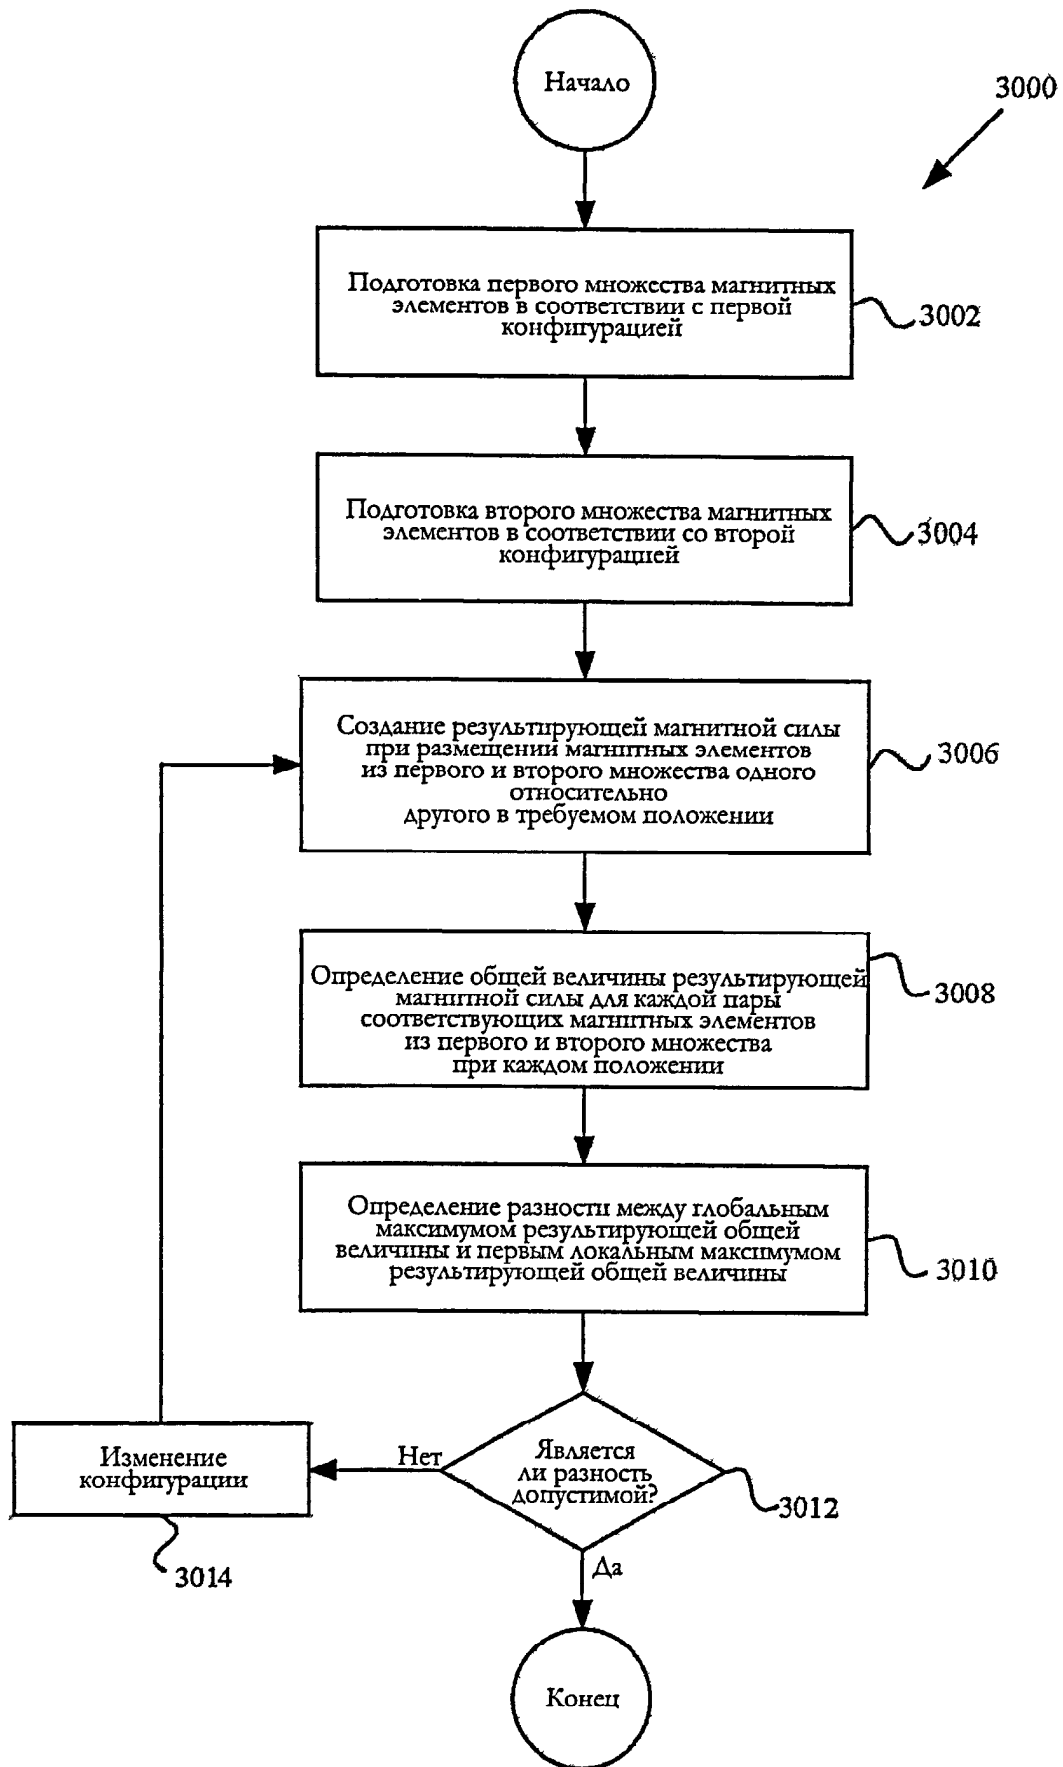 Начало
3000
Подготовка первого множества магнитных
элементов в соответствии с первой
конфигурацией
3002
Подготовка второго множества магнитных
элементов в соответствии со второй
конфигурацией
3004
Создание результирующей магнитной силы
при размещении магнитных элементов
из первого и второго множества одного
относительно
другого в требуемом положении
3006
Определение общей величины результирующей
магнитной силы для каждой пары
соответствующих магнитных элементов
из первого и второго множества
при каждом положении
3008
Определение разности между глобальным
максимумом результирующей общей
величины и первым локальным максимумом
результирующей общей величины
3010
Является
ли разность
допустимой?
3012
Нет
Изменение
конфигурации
3014
Да
Конец